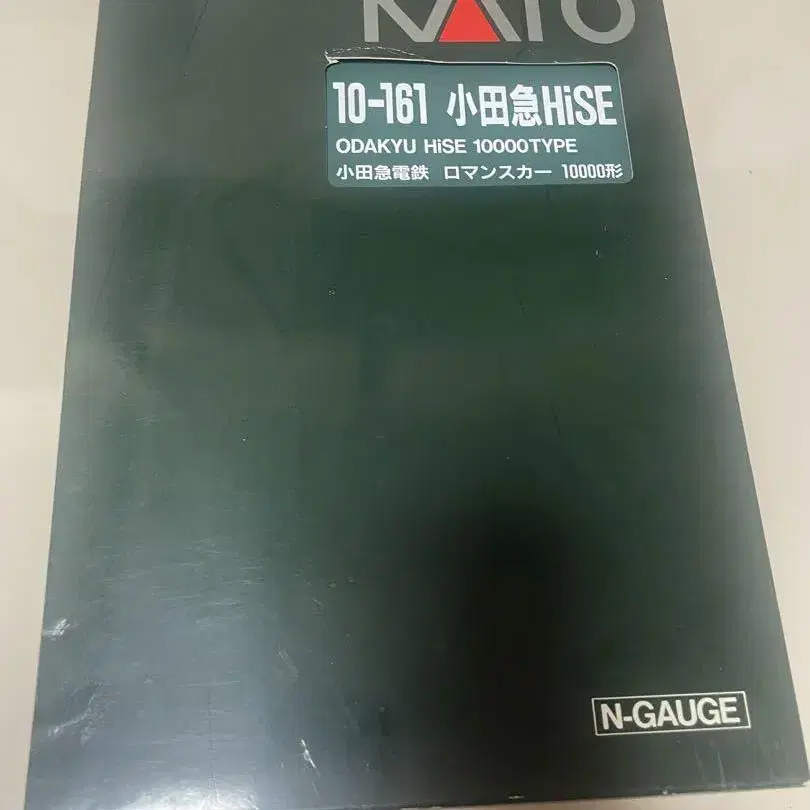 KATO
10-161 小田急HiSE
ODAKYU HiSE 10000TYPE
小田急電鉄 ロマンスカー 10000形
N-GAUGE